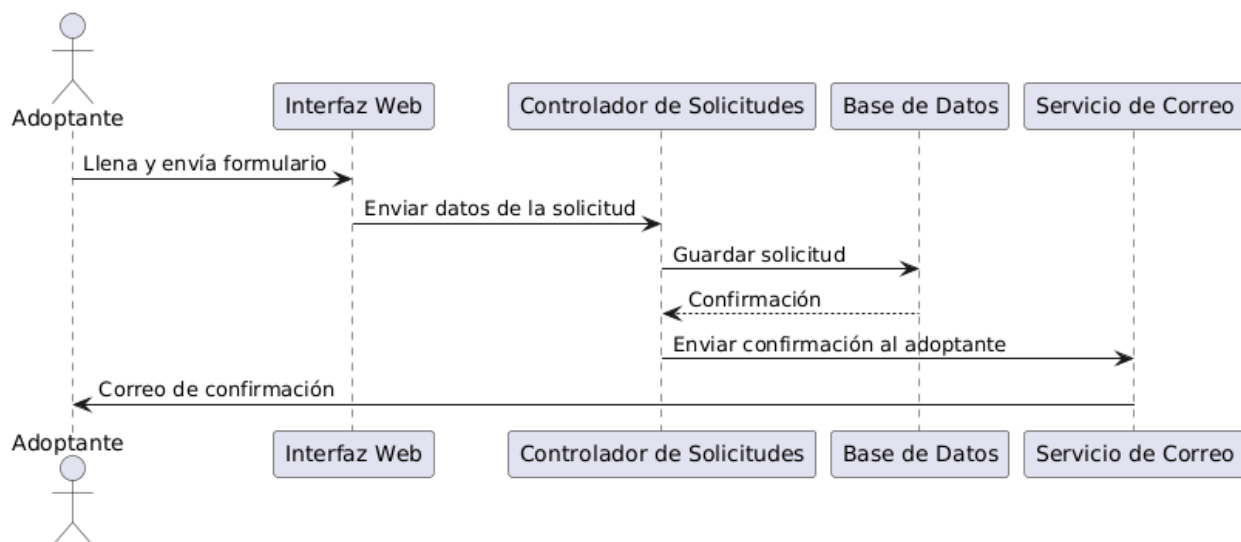 Adoptante
Interfaz Web
Controlador de Solicitudes
Base de Datos
Servicio de Correo
Llena y envía formulario
Enviar datos de la solicitud
Guardar solicitud
Confirmación
Enviar confirmación al adoptante
Correo de confirmación
Adoptante
Interfaz Web
Controlador de Solicitudes
Base de Datos
Servicio de Correo